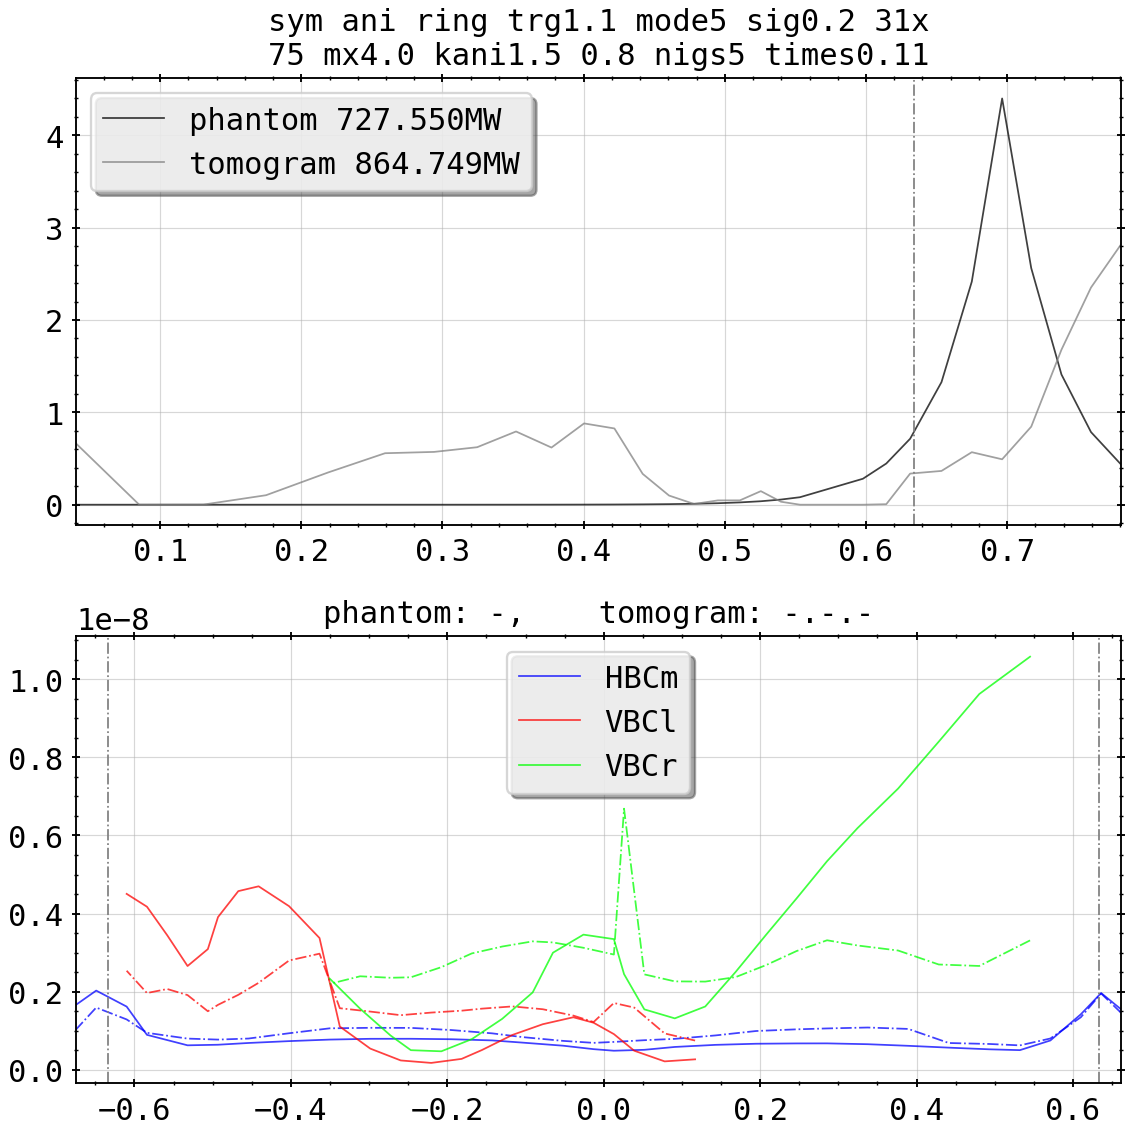 sym ani ring trg1.1 mode5 sig0.2 31x
75 mx4.0 kani1.5 0.8 nigs5 times0.11
phantom 727.550MW
tomogram 864.749MW
4
3
2
1
0
0.1 0.2 0.3 0.4 0.5 0.6 0.7
1e−8
phantom: -, tomogram: -.-.-
HBCm
VBCl
VBCr
1.0
0.8
0.6
0.4
0.2
0.0
−0.6 −0.4 −0.2 0.0 0.2 0.4 0.6